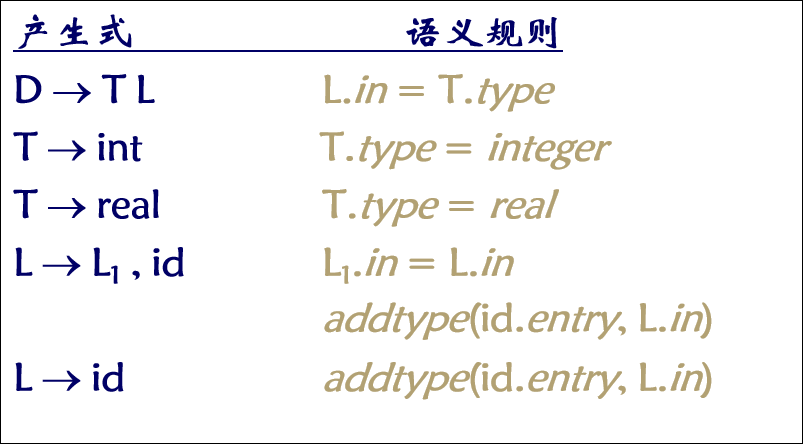 产生式 语义规则
D → T L L.in = T.type
T → int T.type = integer
T → real T.type = real
L → L₁ , id L₁.in = L.in
addtype(id.entry, L.in)
L → id addtype(id.entry, L.in)